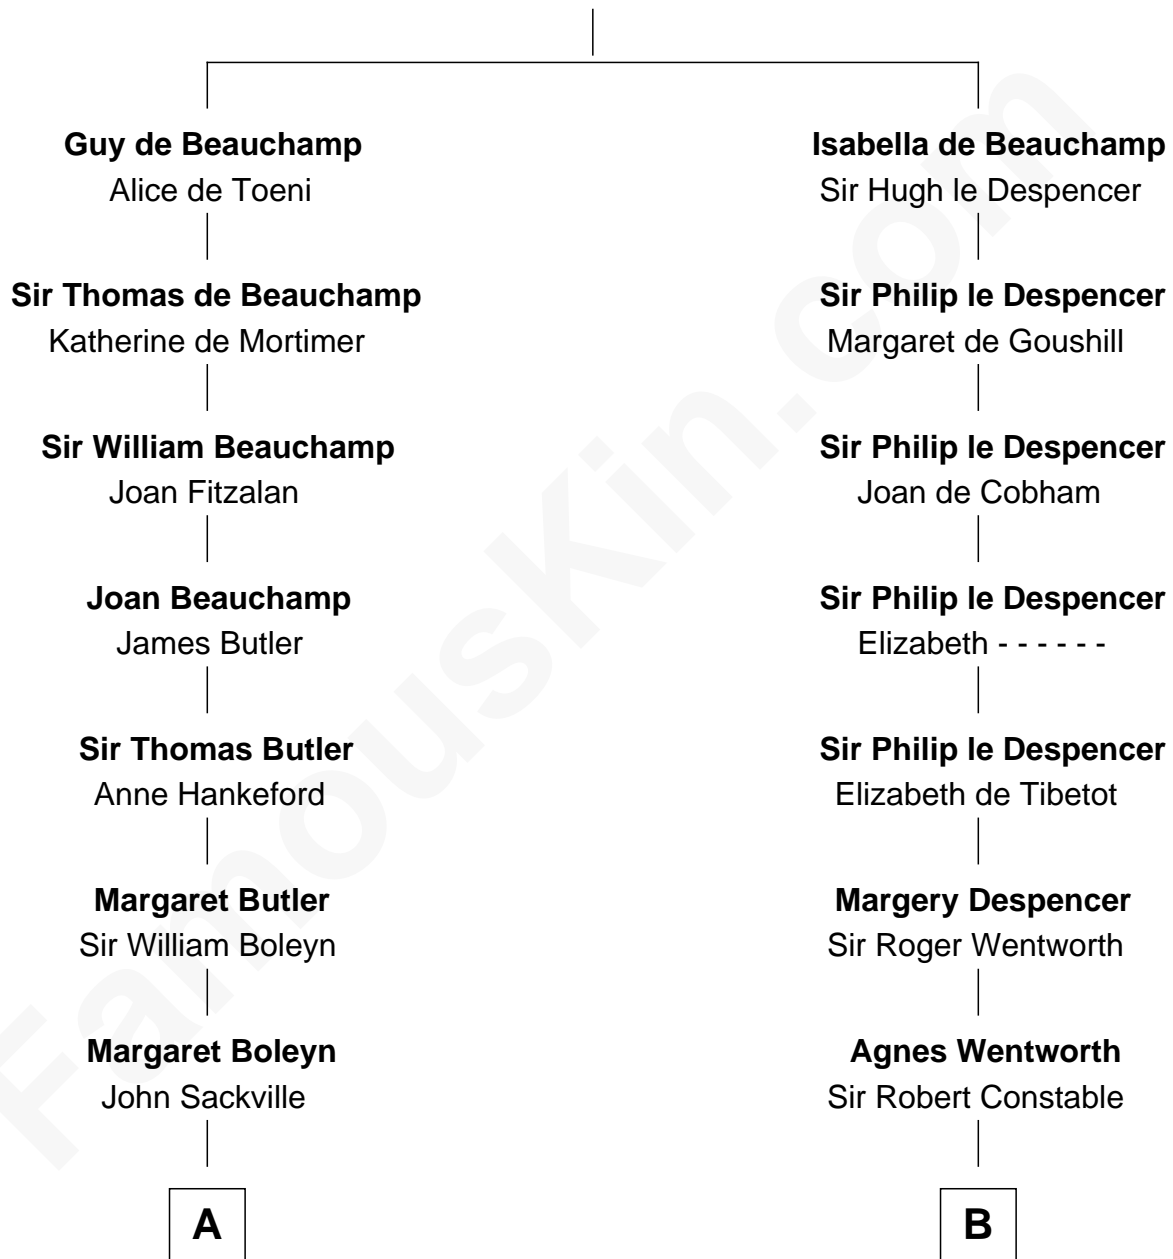 Guy de Beauchamp
Alice de Toeni
Isabella de Beauchamp
Sir Hugh le Despencer
Sir Thomas de Beauchamp
Katherine de Mortimer
Sir Philip le Despencer
Margaret de Goushill
Sir William Beauchamp
Joan Fitzalan
Sir Philip le Despencer
Joan de Cobham
Joan Beauchamp
James Butler
Sir Philip le Despencer
Elizabeth - - - - - -
Sir Thomas Butler
Anne Hankeford
Sir Philip le Despencer
Elizabeth de Tibetot
Margaret Butler
Sir William Boleyn
Margery Despencer
Sir Roger Wentworth
Margaret Boleyn
John Sackville
Agnes Wentworth
Sir Robert Constable
A
B
FamousKin.com